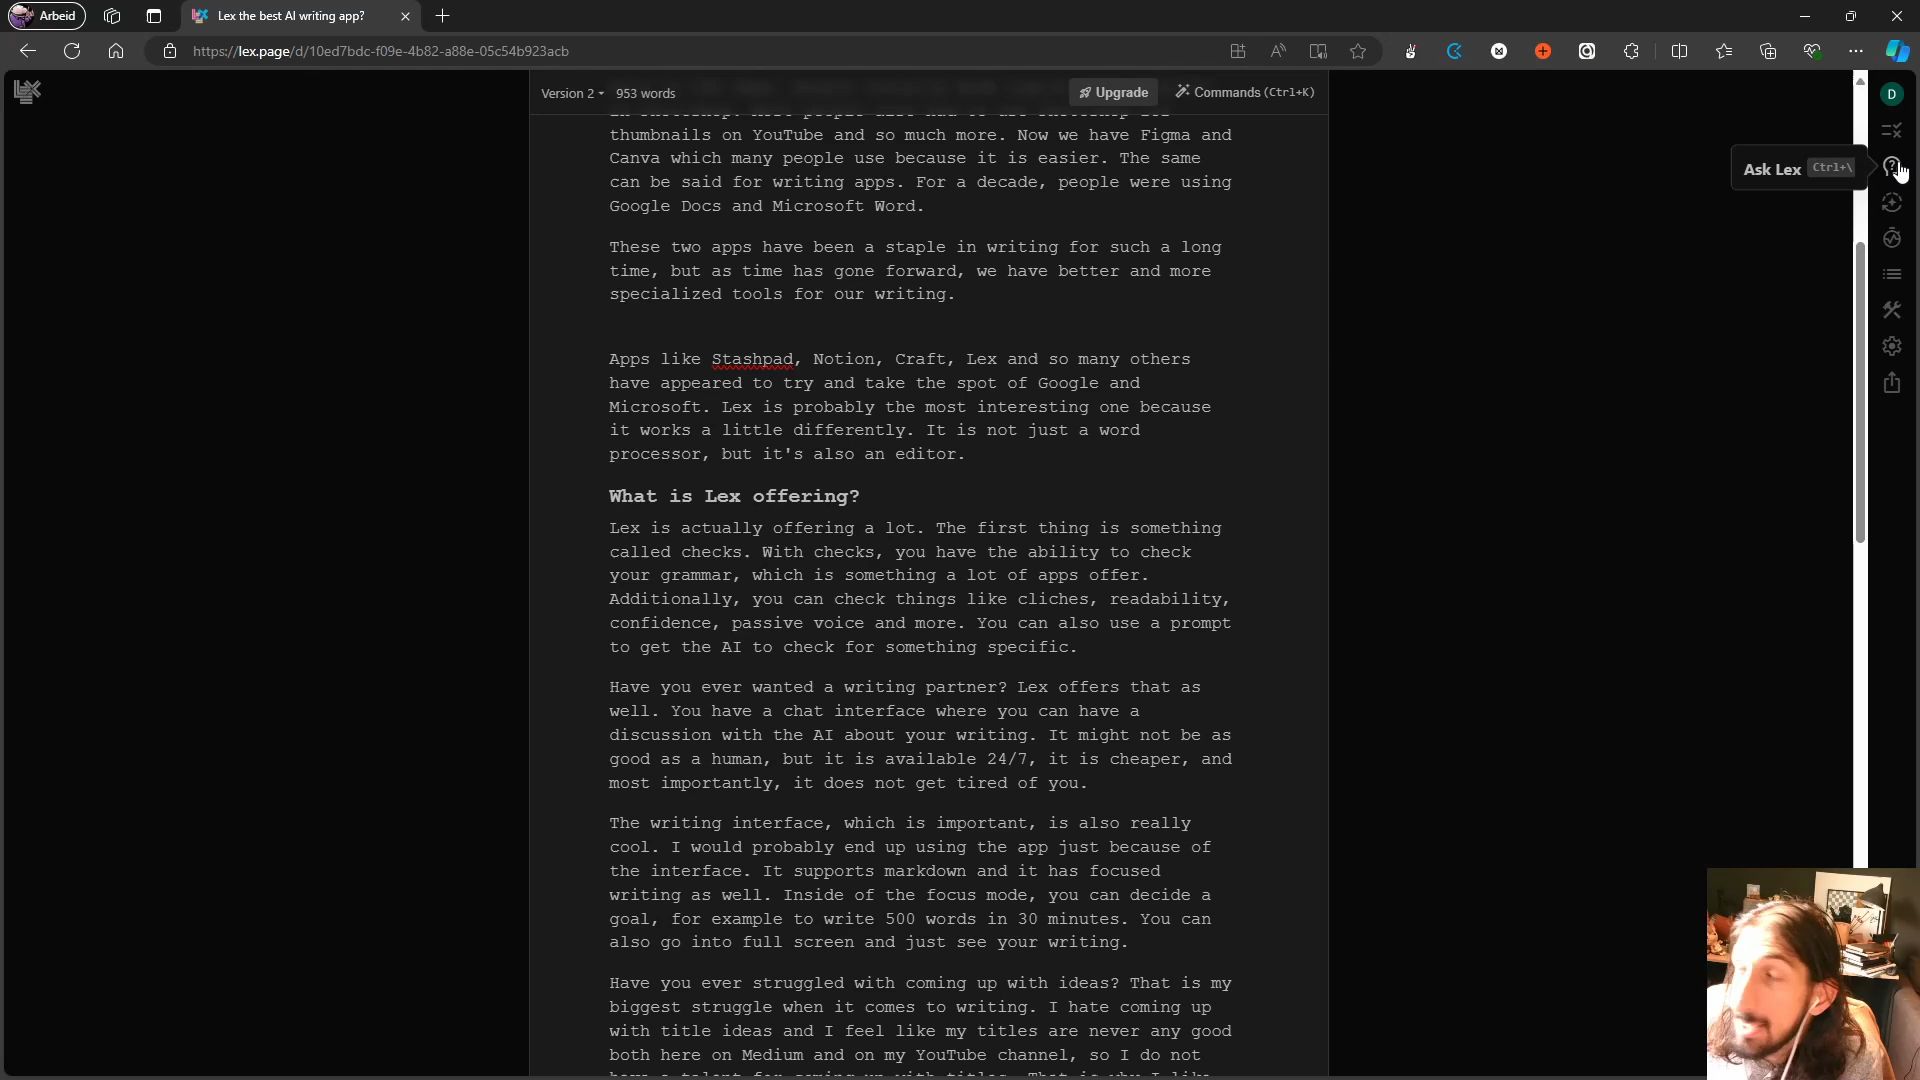 Arbeid
Lex the best AI writing app?
https://lex.page/d/10ed7bdc-f09e-4b82-a88e-05c54b923acb
Version 2
953 words
Upgrade
Commands (Ctrl+K)
D
Ask Lex Ctrl+\
thumbnails on YouTube and so much more. Now we have Figma and
Canva which many people use because it is easier. The same
can be said for writing apps. For a decade, people were using
Google Docs and Microsoft Word.
These two apps have been a staple in writing for such a long
time, but as time has gone forward, we have better and more
specialized tools for our writing.
Apps like Stashpad, Notion, Craft, Lex and so many others
have appeared to try and take the spot of Google and
Microsoft. Lex is probably the most interesting one because
it works a little differently. It is not just a word
processor, but it's also an editor.
What is Lex offering?
Lex is actually offering a lot. The first thing is something
called checks. With checks, you have the ability to check
your grammar, which is something a lot of apps offer.
Additionally, you can check things like cliches, readability,
confidence, passive voice and more. You can also use a prompt
to get the AI to check for something specific.
Have you ever wanted a writing partner? Lex offers that as
well. You have a chat interface where you can have a
discussion with the AI about your writing. It might not be as
good as a human, but it is available 24/7, it is cheaper, and
most importantly, it does not get tired of you.
The writing interface, which is important, is also really
cool. I would probably end up using the app just because of
the interface. It supports markdown and it has focused
writing as well. Inside of the focus mode, you can decide a
goal, for example to write 500 words in 30 minutes. You can
also go into full screen and just see your writing.
Have you ever struggled with coming up with ideas? That is my
biggest struggle when it comes to writing. I hate coming up
with title ideas and I feel like my titles are never any good
both here on Medium and on my YouTube channel, so I do not